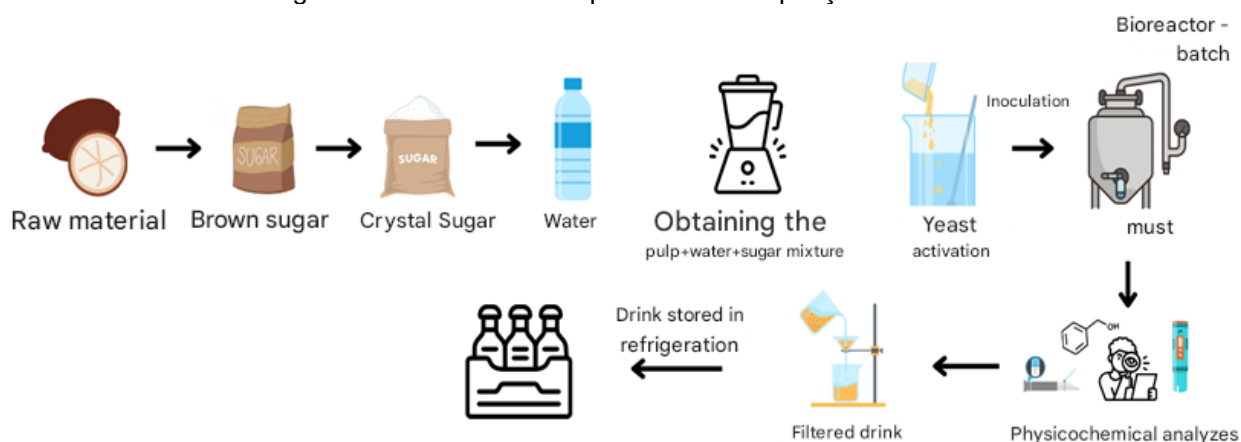 Bioreactor -
batch
Inoculation
SUGAR
SUGAR
OH
Raw material
Brown sugar
Crystal Sugar
Water
Obtaining the
pulp+water+sugar mixture
Yeast
activation
must
Drink stored in
refrigeration
Filtered drink
Physicochemical analyzes